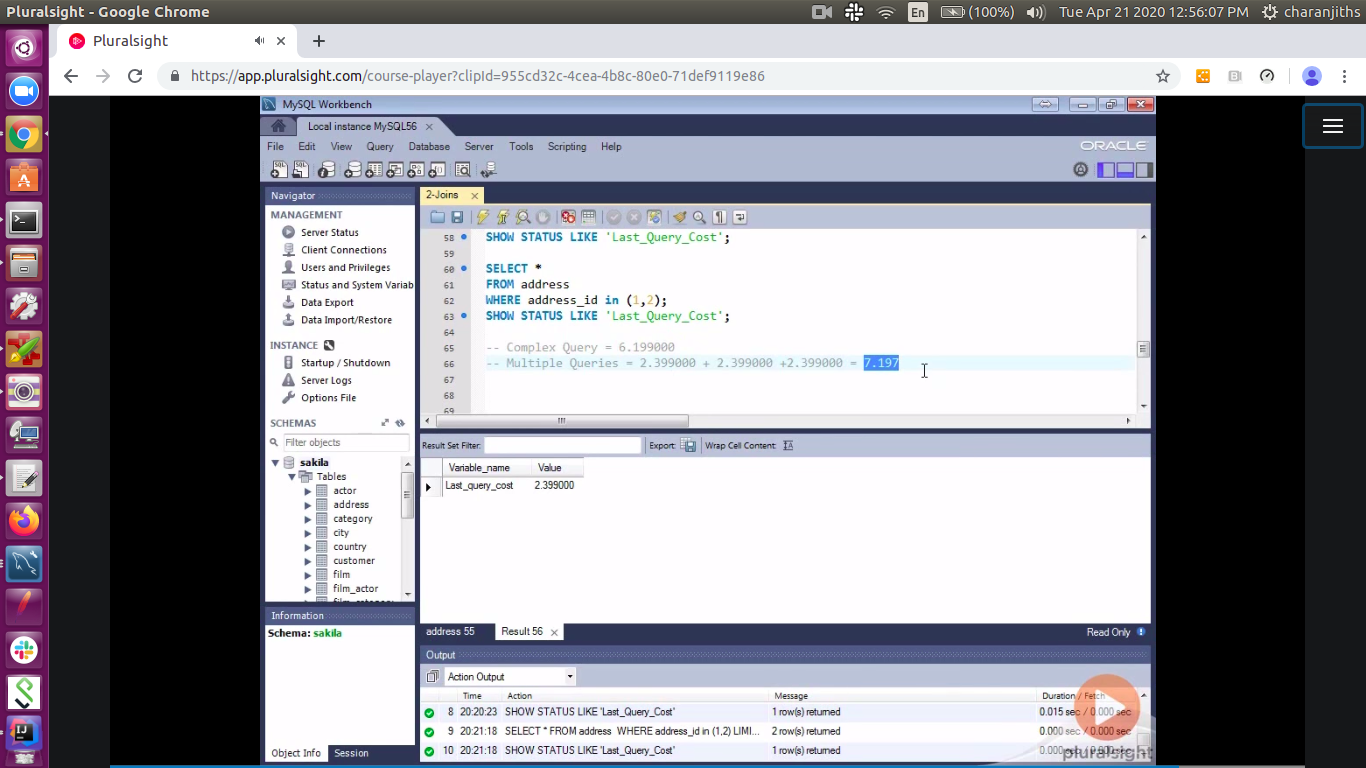 Pluralsight - Google Chrome
En (100%) Tue Apr 21 2020 12:56:07 PM charanjiths
Pluralsight
https://app.pluralsight.com/course-player?clipId=955cd32c-4cea-4b8c-80e0-71def9119e86
MySQL Workbench
Local instance MySQL56
File Edit View Query Database Server Tools Scripting Help
ORACLE
Navigator
MANAGEMENT
Server Status
Client Connections
Users and Privileges
Status and System Variab
Data Export
Data Import/Restore
INSTANCE
Startup / Shutdown
Server Logs
Options File
SCHEMAS
Filter objects
sakila
Tables
actor
address
category
city
country
customer
film
film_actor
Information
Schema: sakila
Object Info Session
2-Joins
58 SHOW STATUS LIKE 'Last_Query_Cost';
59
60 SELECT *
61 FROM address
62 WHERE address_id in (1,2);
63 SHOW STATUS LIKE 'Last_Query_Cost';
64
65 -- Complex Query = 6.199000
66 -- Multiple Queries = 2.399000 + 2.399000 +2.399000 = 7.197
67
68
69
Result Set Filter: Export: Wrap Cell Content:
Variable_name Value
Last_query_cost 2.399000
address 55 Result 56 Read Only
Output
Action Output
Time Action Message Duration / Fetch
8 20:20:23 SHOW STATUS LIKE 'Last_Query_Cost' 1 row(s) returned 0.015 sec / 0.000 sec
9 20:21:18 SELECT * FROM address WHERE address_id in (1,2) LIMI... 2 row(s) returned 0.000 sec / 0.000 sec
10 20:21:18 SHOW STATUS LIKE 'Last_Query_Cost' 1 row(s) returned
pluralsight